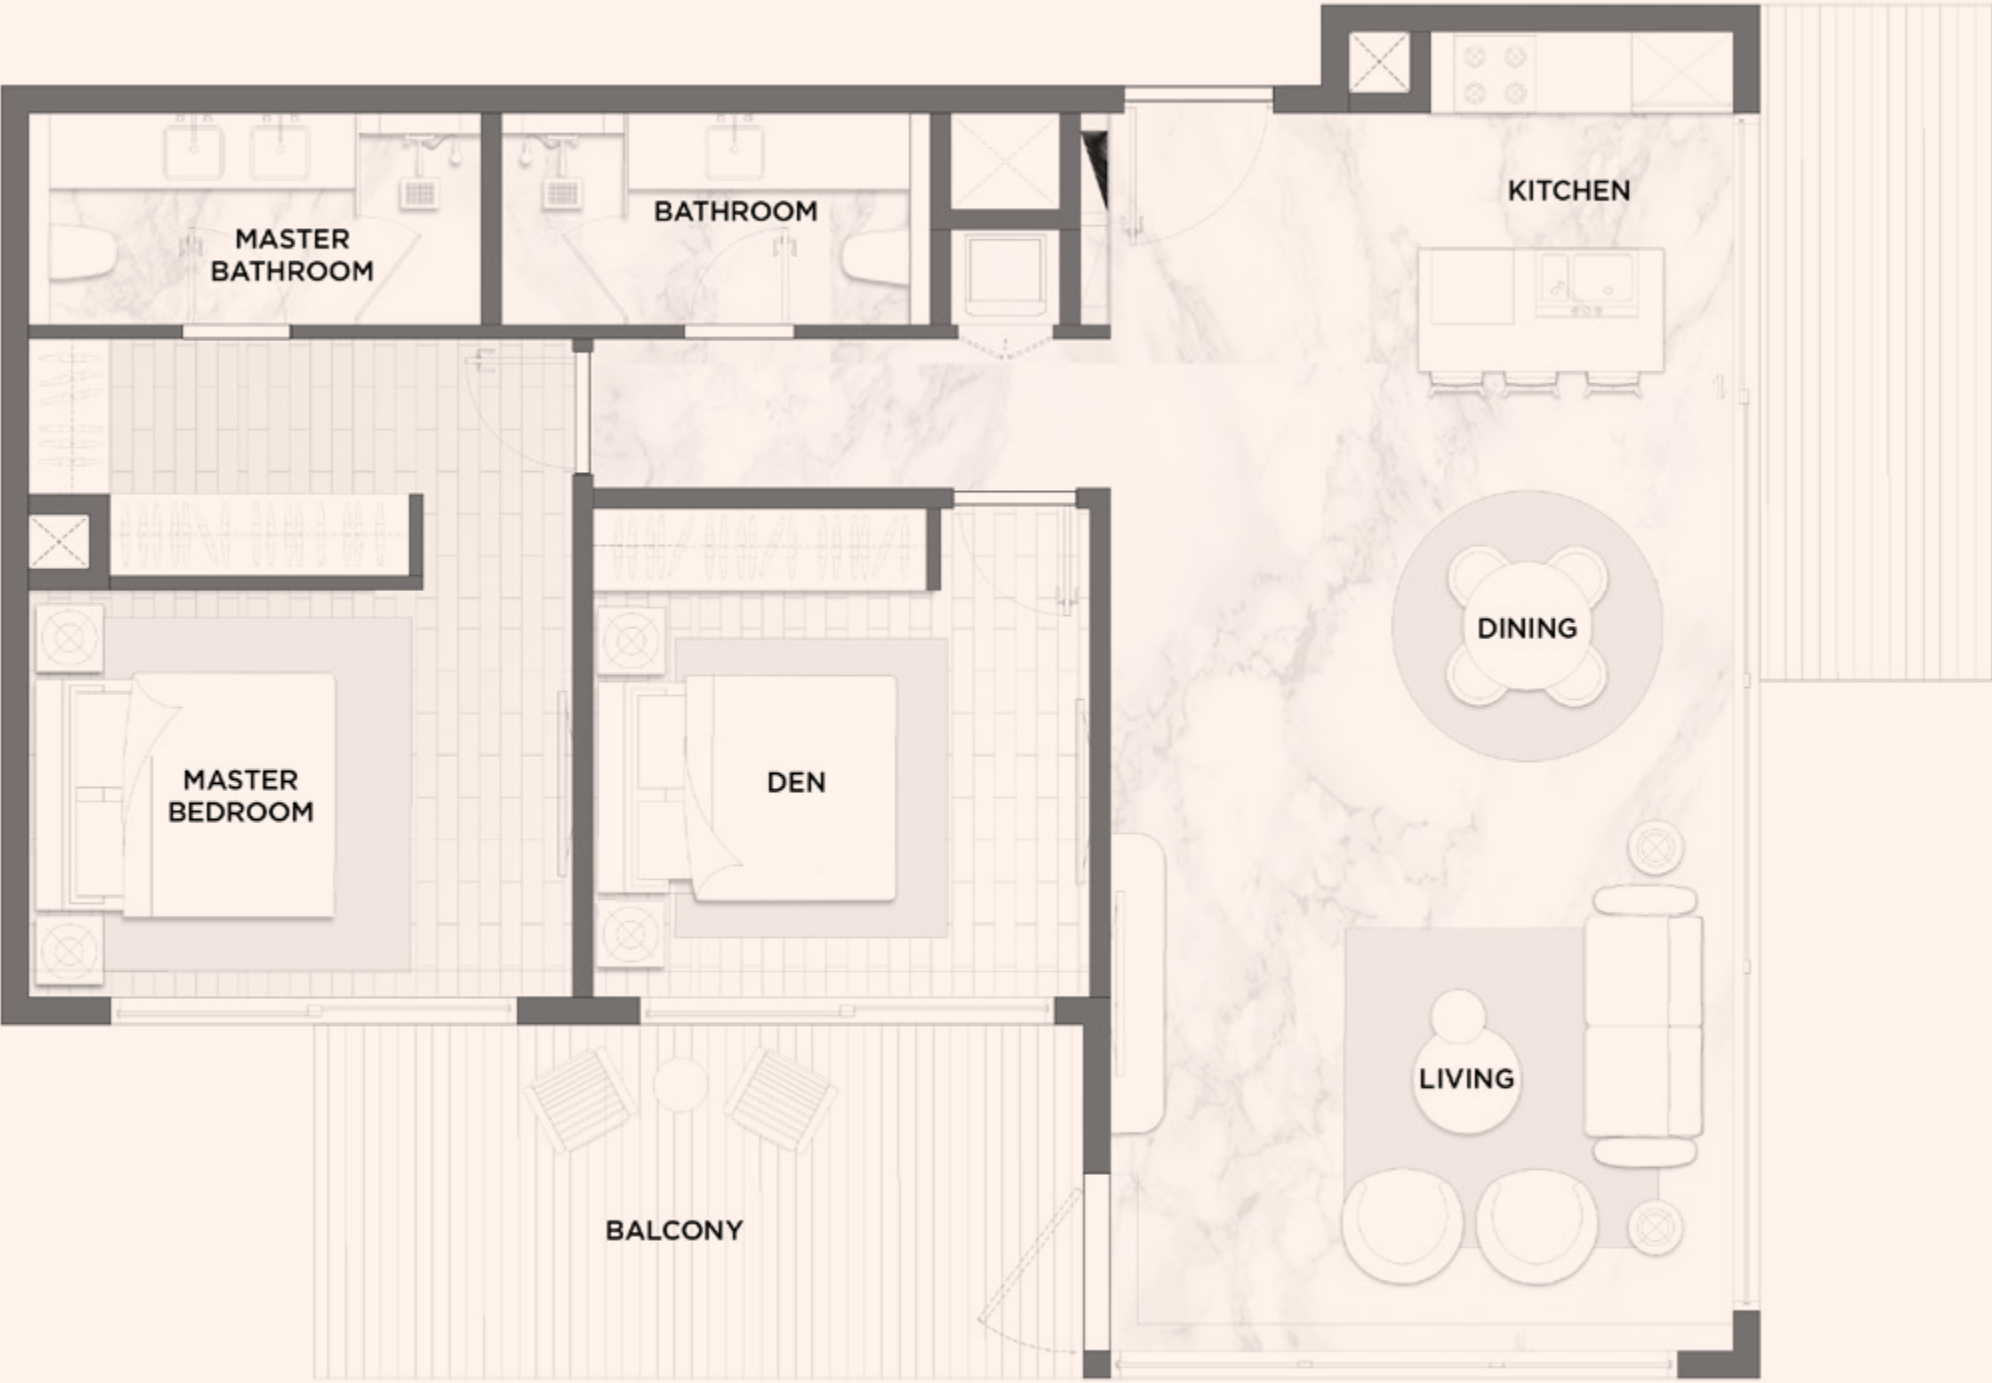 KITCHEN
BATHROOM
MASTER
BATHROOM
DINING
MASTER
BEDROOM
DEN
LIVING
BALCONY